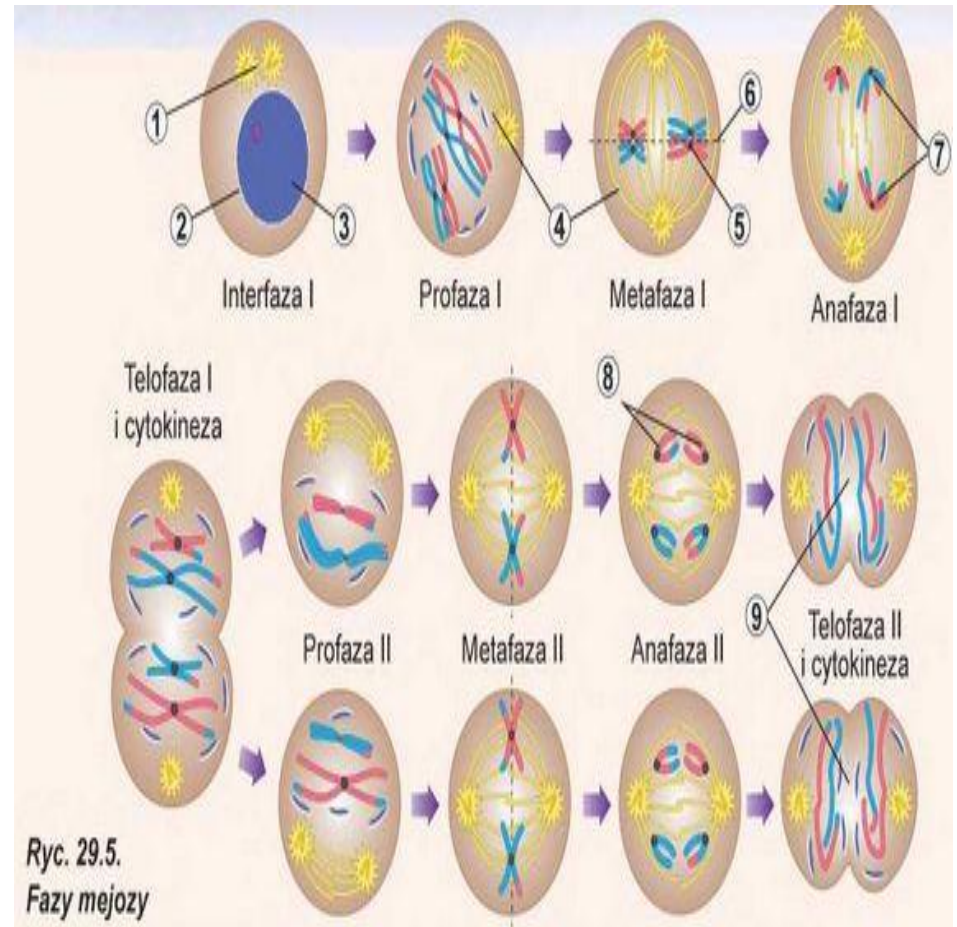 1
2
3
4
5
6
7
Interfaza I
Profaza I
Metafaza I
Anafaza I
Telofaza I
i cytokineza
8
9
Profaza II
Metafaza II
Anafaza II
Telofaza II
i cytokineza
Ryc. 29.5.
Fazy mejozy